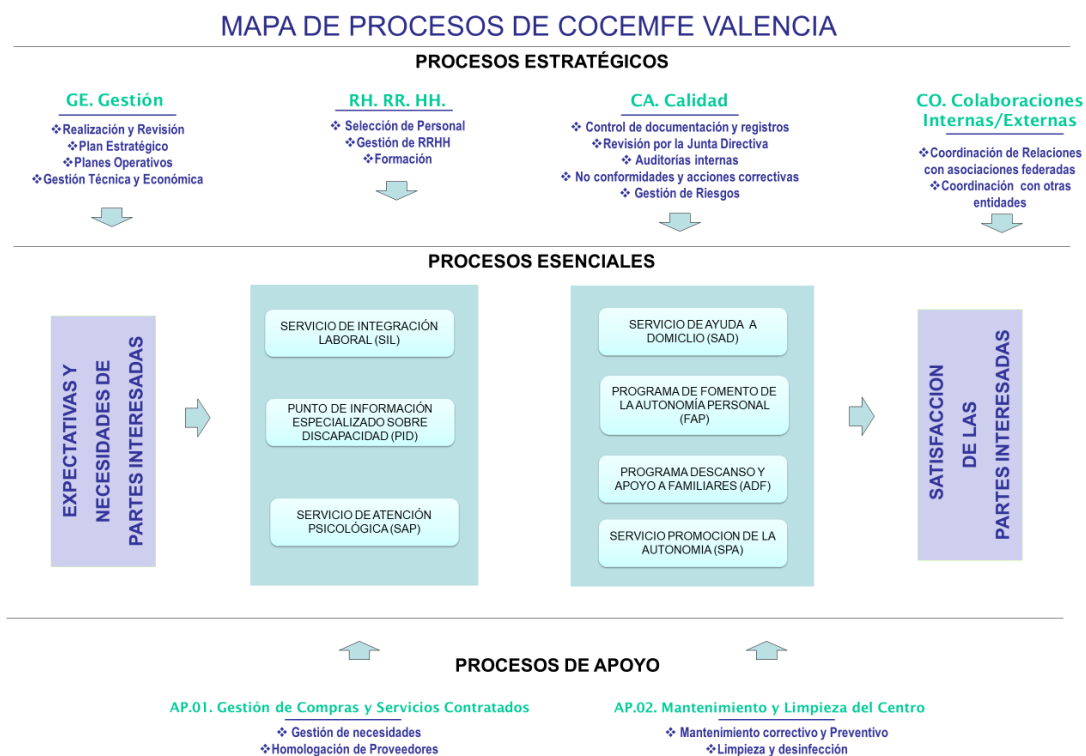 MAPA DE PROCESOS DE COCEMFE VALENCIA
PROCESOS ESTRATÉGICOS
GE. Gestión
❖Realización y Revisión
❖Plan Estratégico
❖Planes Operativos
❖Gestión Técnica y Económica
RH. RR. HH.
❖ Selección de Personal
❖Gestión de RRHH
❖Formación
CA. Calidad
❖ Control de documentación y registros
❖Revisión por la Junta Directiva
❖ Auditorías internas
❖ No conformidades y acciones correctivas
❖ Gestión de Riesgos
CO. Colaboraciones
Internas/Externas
❖Coordinación de Relaciones
con asociaciones federadas
❖Coordinación con otras
entidades
PROCESOS ESENCIALES
EXPECTATIVAS Y
NECESIDADES DE
PARTES INTERESADAS
SERVICIO DE INTEGRACIÓN
LABORAL (SIL)
PUNTO DE INFORMACIÓN
ESPECIALIZADO SOBRE
DISCAPACIDAD (PID)
SERVICIO DE ATENCIÓN
PSICOLÓGICA (SAP)
SERVICIO DE AYUDA A
DOMICLIO (SAD)
PROGRAMA DE FOMENTO DE
LA AUTONOMÍA PERSONAL
(FAP)
PROGRAMA DESCANSO Y
APOYO A FAMILIARES (ADF)
SERVICIO PROMOCION DE LA
AUTONOMIA (SPA)
SATISFACCION
DE LAS
PARTES INTERESADAS
PROCESOS DE APOYO
AP.01. Gestión de Compras y Servicios Contratados
❖ Gestión de necesidades
❖Homologación de Proveedores
AP.02. Mantenimiento y Limpieza del Centro
❖ Mantenimiento correctivo y Preventivo
❖Limpieza y desinfección